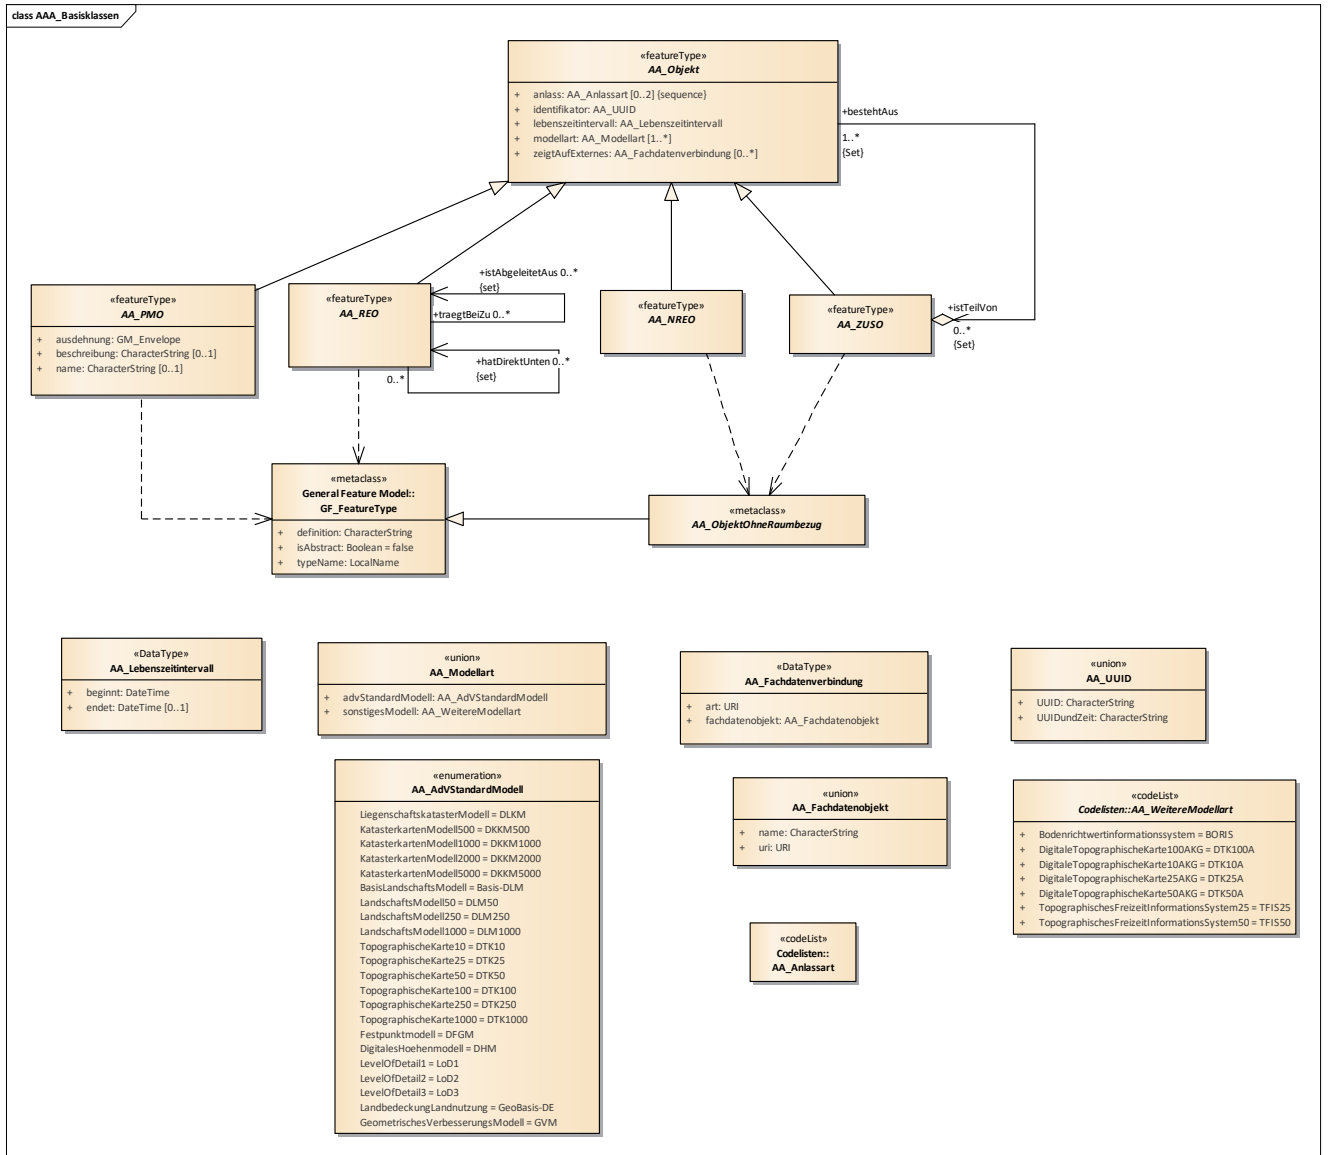 class AAA_Basisklassen
«featureType»
AA_Objekt
+ anlass: AA_Anlassart [0..2] {sequence}
+ identifikator: AA_UUID
+ lebenszeitintervall: AA_Lebenszeitintervall
+ modellart: AA_Modellart [1..*]
+ zeigtAufExternes: AA_Fachdatenverbindung [0..*]
+bestehtAus
1..*
{Set}
«featureType»
AA_PMO
+ ausdehnung: GM_Envelope
+ beschreibung: CharacterString [0..1]
+ name: CharacterString [0..1]
«featureType»
AA_REO
+istAbgeleitetAus 0..*
{set}
+traegtBeiZu 0..*
+hatDirektUnten 0..*
{set}
0..*
«featureType»
AA_NREO
«featureType»
AA_ZUSO
+istTeilVon
0..*
{Set}
«metaclass»
General Feature Model::
GF_FeatureType
+ definition: CharacterString
+ isAbstract: Boolean = false
+ typeName: LocalName
«metaclass»
AA_ObjektOhneRaumbezug
«DataType»
AA_Lebenszeitintervall
+ beginnt: DateTime
+ endet: DateTime [0..1]
«union»
AA_Modellart
+ advStandardModell: AA_AdVStandardModell
+ sonstigesModell: AA_WeitereModellart
«DataType»
AA_Fachdatenverbindung
+ art: URI
+ fachdatenobjekt: AA_Fachdatenobjekt
«union»
AA_UUID
+ UUID: CharacterString
+ UUIDundZeit: CharacterString
«enumeration»
AA_AdVStandardModell
LiegenschaftskatasterModell = DLKM
KatasterkartenModell500 = DKKM500
KatasterkartenModell1000 = DKKM1000
KatasterkartenModell2000 = DKKM2000
KatasterkartenModell5000 = DKKM5000
BasisLandschaftsModell = Basis-DLM
LandschaftsModell50 = DLM50
LandschaftsModell250 = DLM250
LandschaftsModell1000 = DLM1000
TopographischeKarte10 = DTK10
TopographischeKarte25 = DTK25
TopographischeKarte50 = DTK50
TopographischeKarte100 = DTK100
TopographischeKarte250 = DTK250
TopographischeKarte1000 = DTK1000
Festpunktmodell = DFGM
DigitalesHoehenmodell = DHM
LevelOfDetail1 = LoD1
LevelOfDetail2 = LoD2
LevelOfDetail3 = LoD3
LandbedeckungLandnutzung = GeoBasis-DE
GeometrischesVerbesserungsModell = GVM
«union»
AA_Fachdatenobjekt
+ name: CharacterString
+ uri: URI
«codeList»
Codelisten::AA_WeitereModellart
+ Bodenrichtwertinformationssystem = BORIS
+ DigitaleTopographischeKarte100AKG = DTK100A
+ DigitaleTopographischeKarte10AKG = DTK10A
+ DigitaleTopographischeKarte25AKG = DTK25A
+ DigitaleTopographischeKarte50AKG = DTK50A
+ TopographischesFreizeitInformationsSystem25 = TFIS25
+ TopographischesFreizeitInformationsSystem50 = TFIS50
«codeList»
Codelisten::
AA_Anlassart